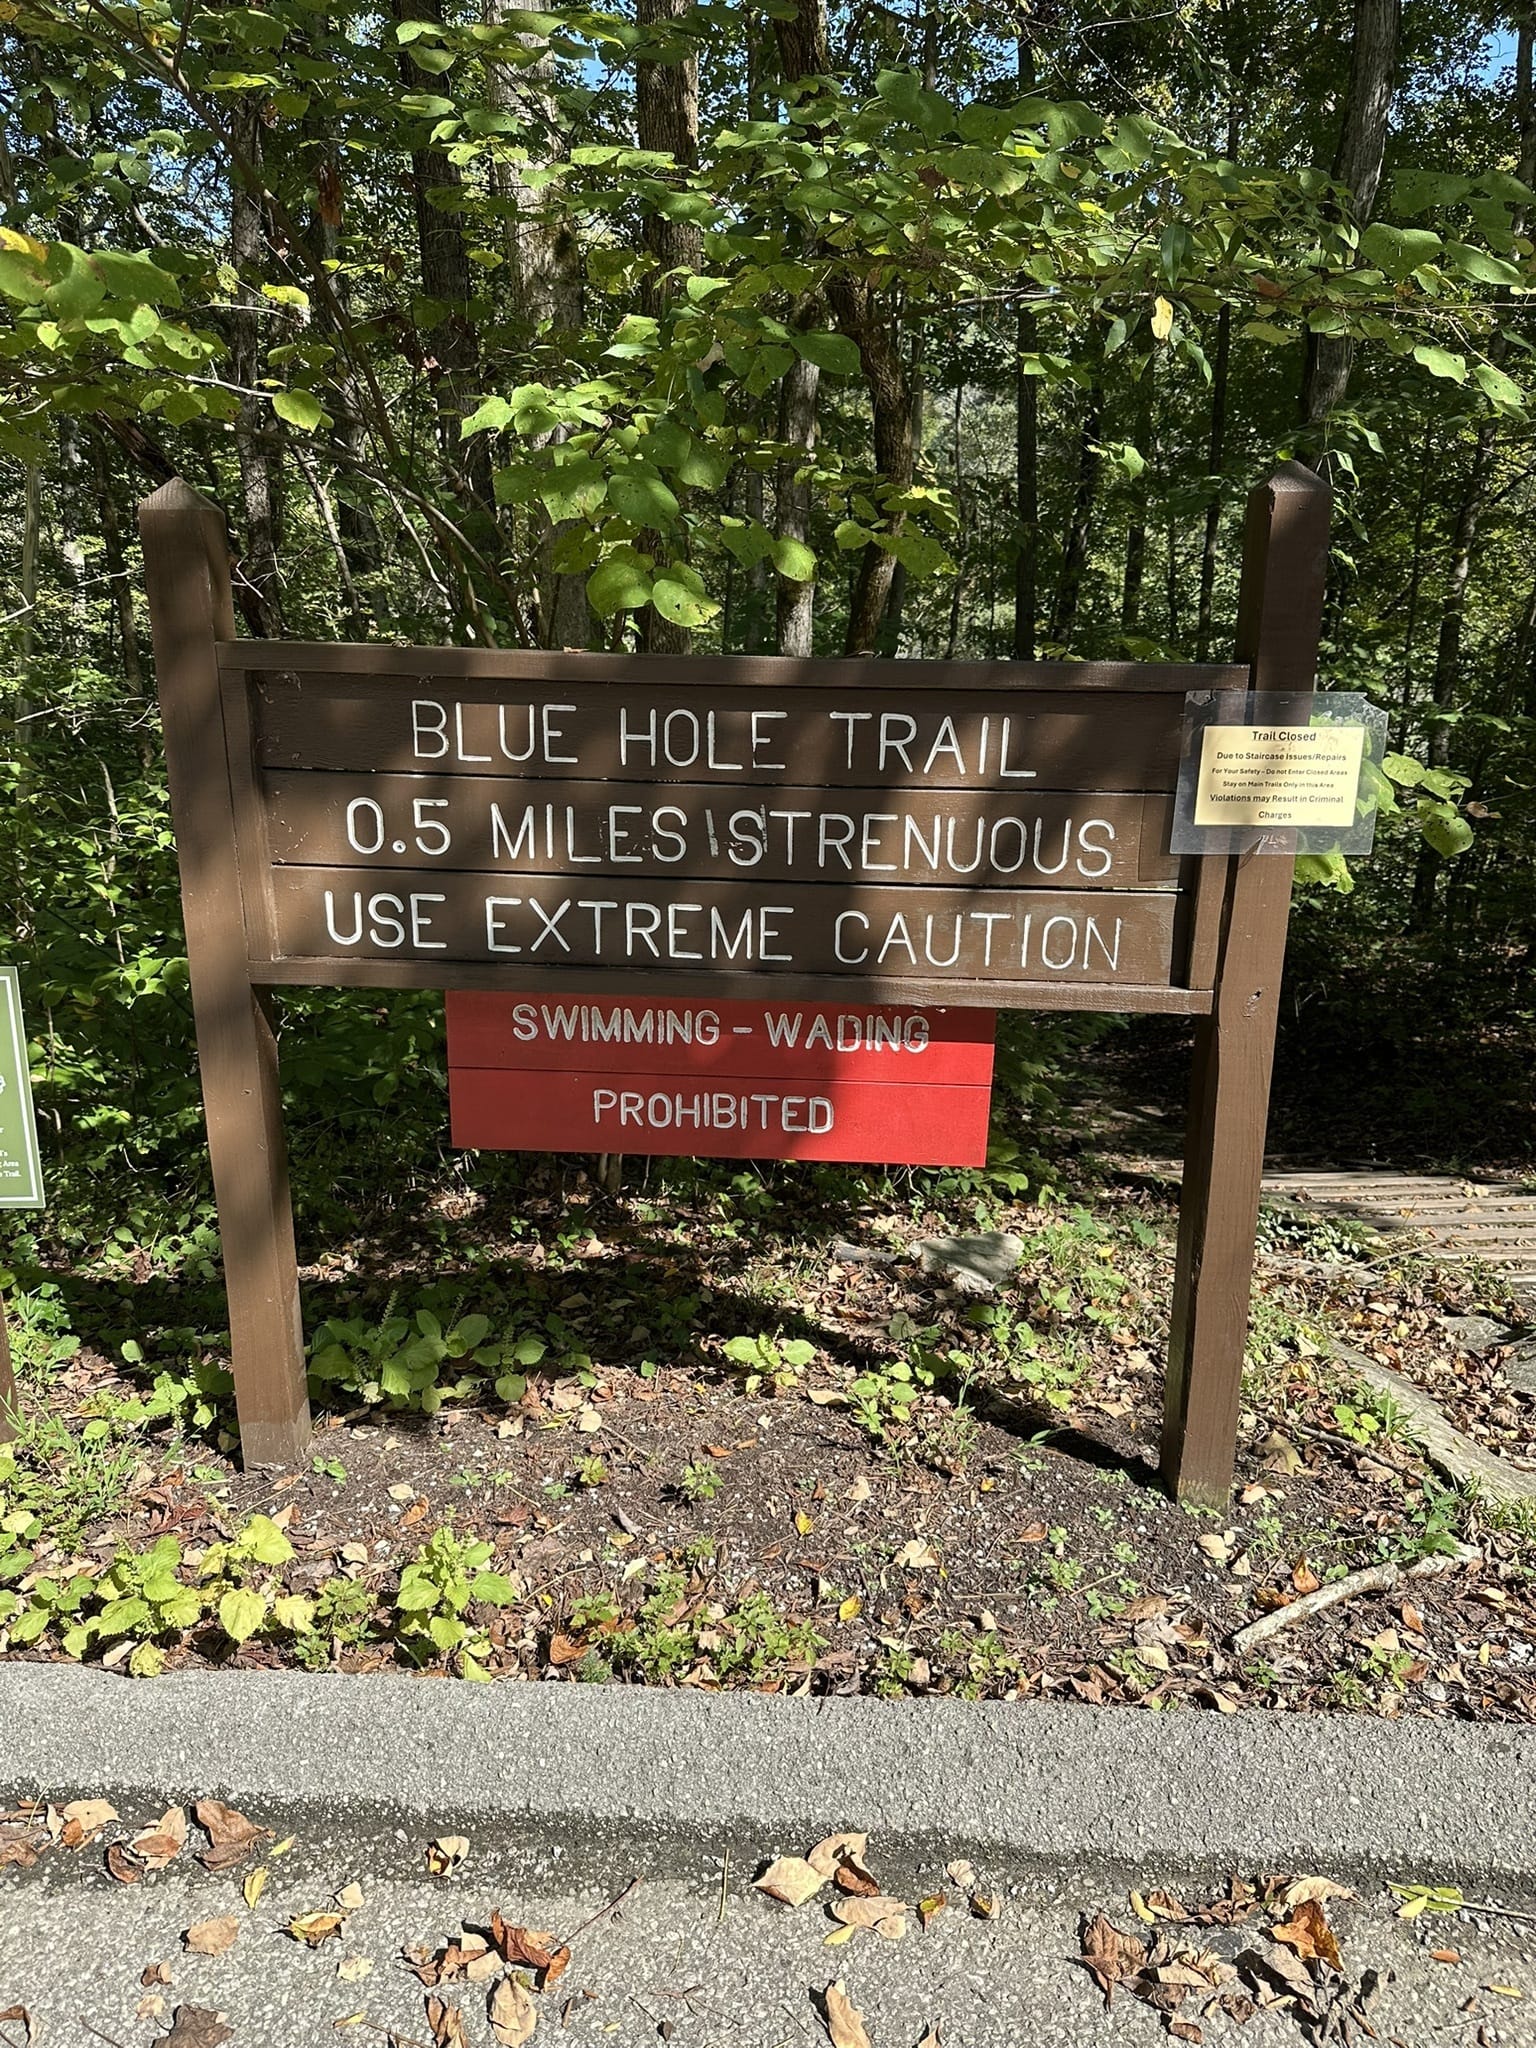 BLUE HOLE TRAIL
0.5 MILES STRENUOUS
USE EXTREME CAUTION
SWIMMING - WADING
PROHIBITED
Trail Closed
Due to Staircase Issues/Repairs
For Your Safety – Do not Enter Closed Areas
Stay on Main Trails Only in this Area
Violations may Result in Criminal
Charges
Area
Trail.